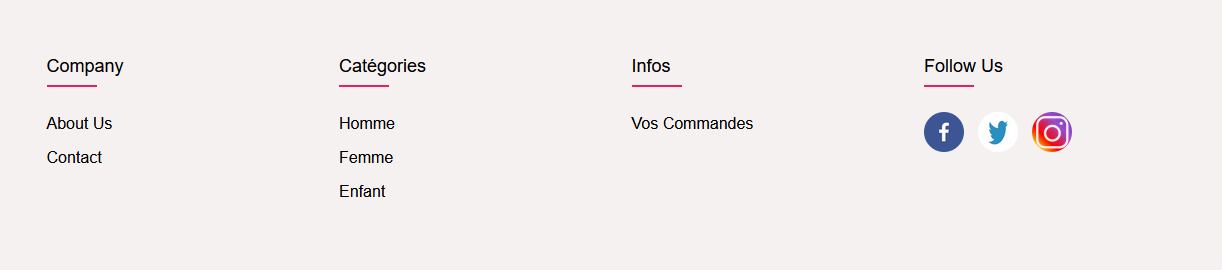 Company
About Us
Contact
Catégories
Homme
Femme
Enfant
Infos
Vos Commandes
Follow Us